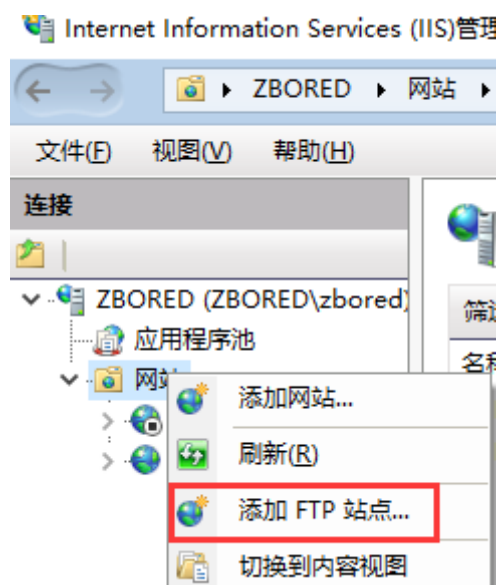 Internet Information Services (IIS)管理
ZBORED 网站
文件(F) 视图(V) 帮助(H)
连接
ZBORED (ZBORED\zbored)
筛选
应用程序池
名称
网站
添加网站...
刷新(R)
添加 FTP 站点...
切换到内容视图